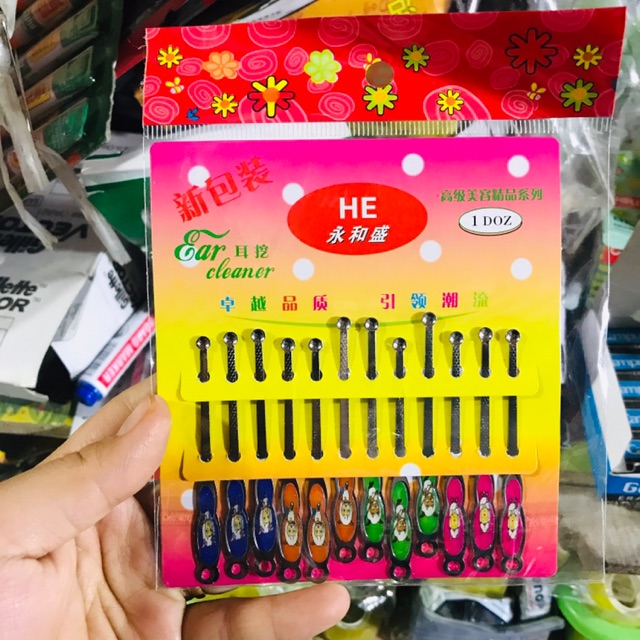 新包装
HE
永和盛
高级美容精品系列
1 DOZ
Ear 耳挖
cleaner
卓越品质 引领潮流